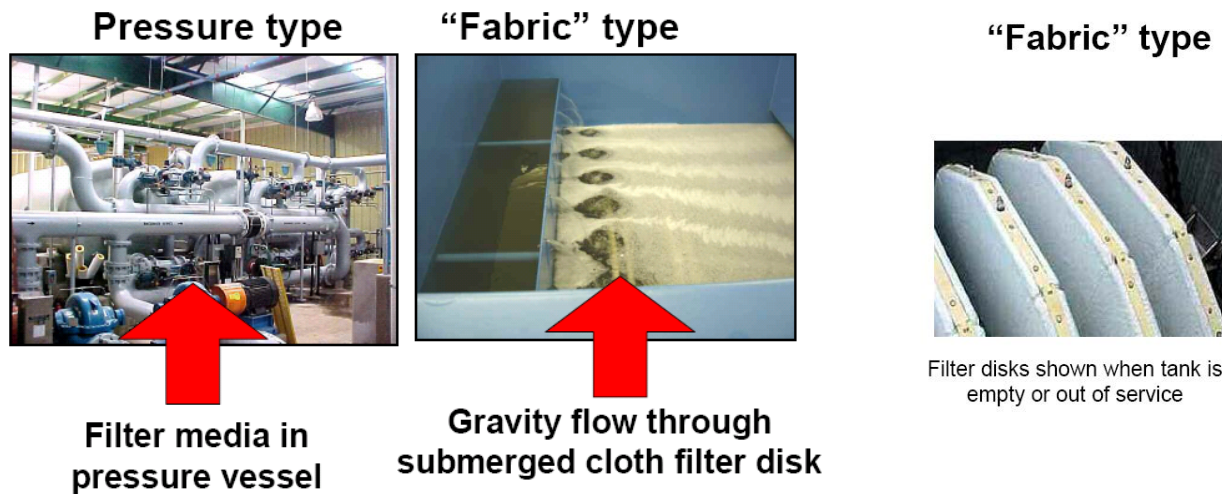 Pressure type
“Fabric” type
“Fabric” type
Filter media in
pressure vessel
Gravity flow through
submerged cloth filter disk
Filter disks shown when tank is
empty or out of service